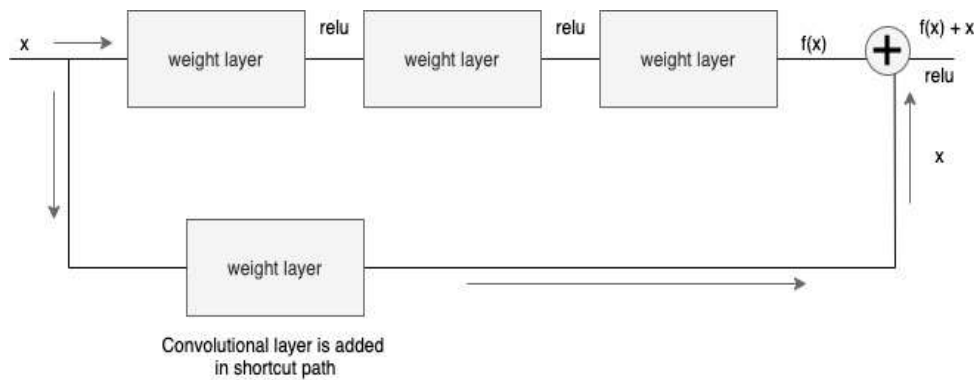 x
weight layer
relu
weight layer
relu
weight layer
f(x)
+
f(x) + x
relu
x
weight layer
Convolutional layer is added
in shortcut path